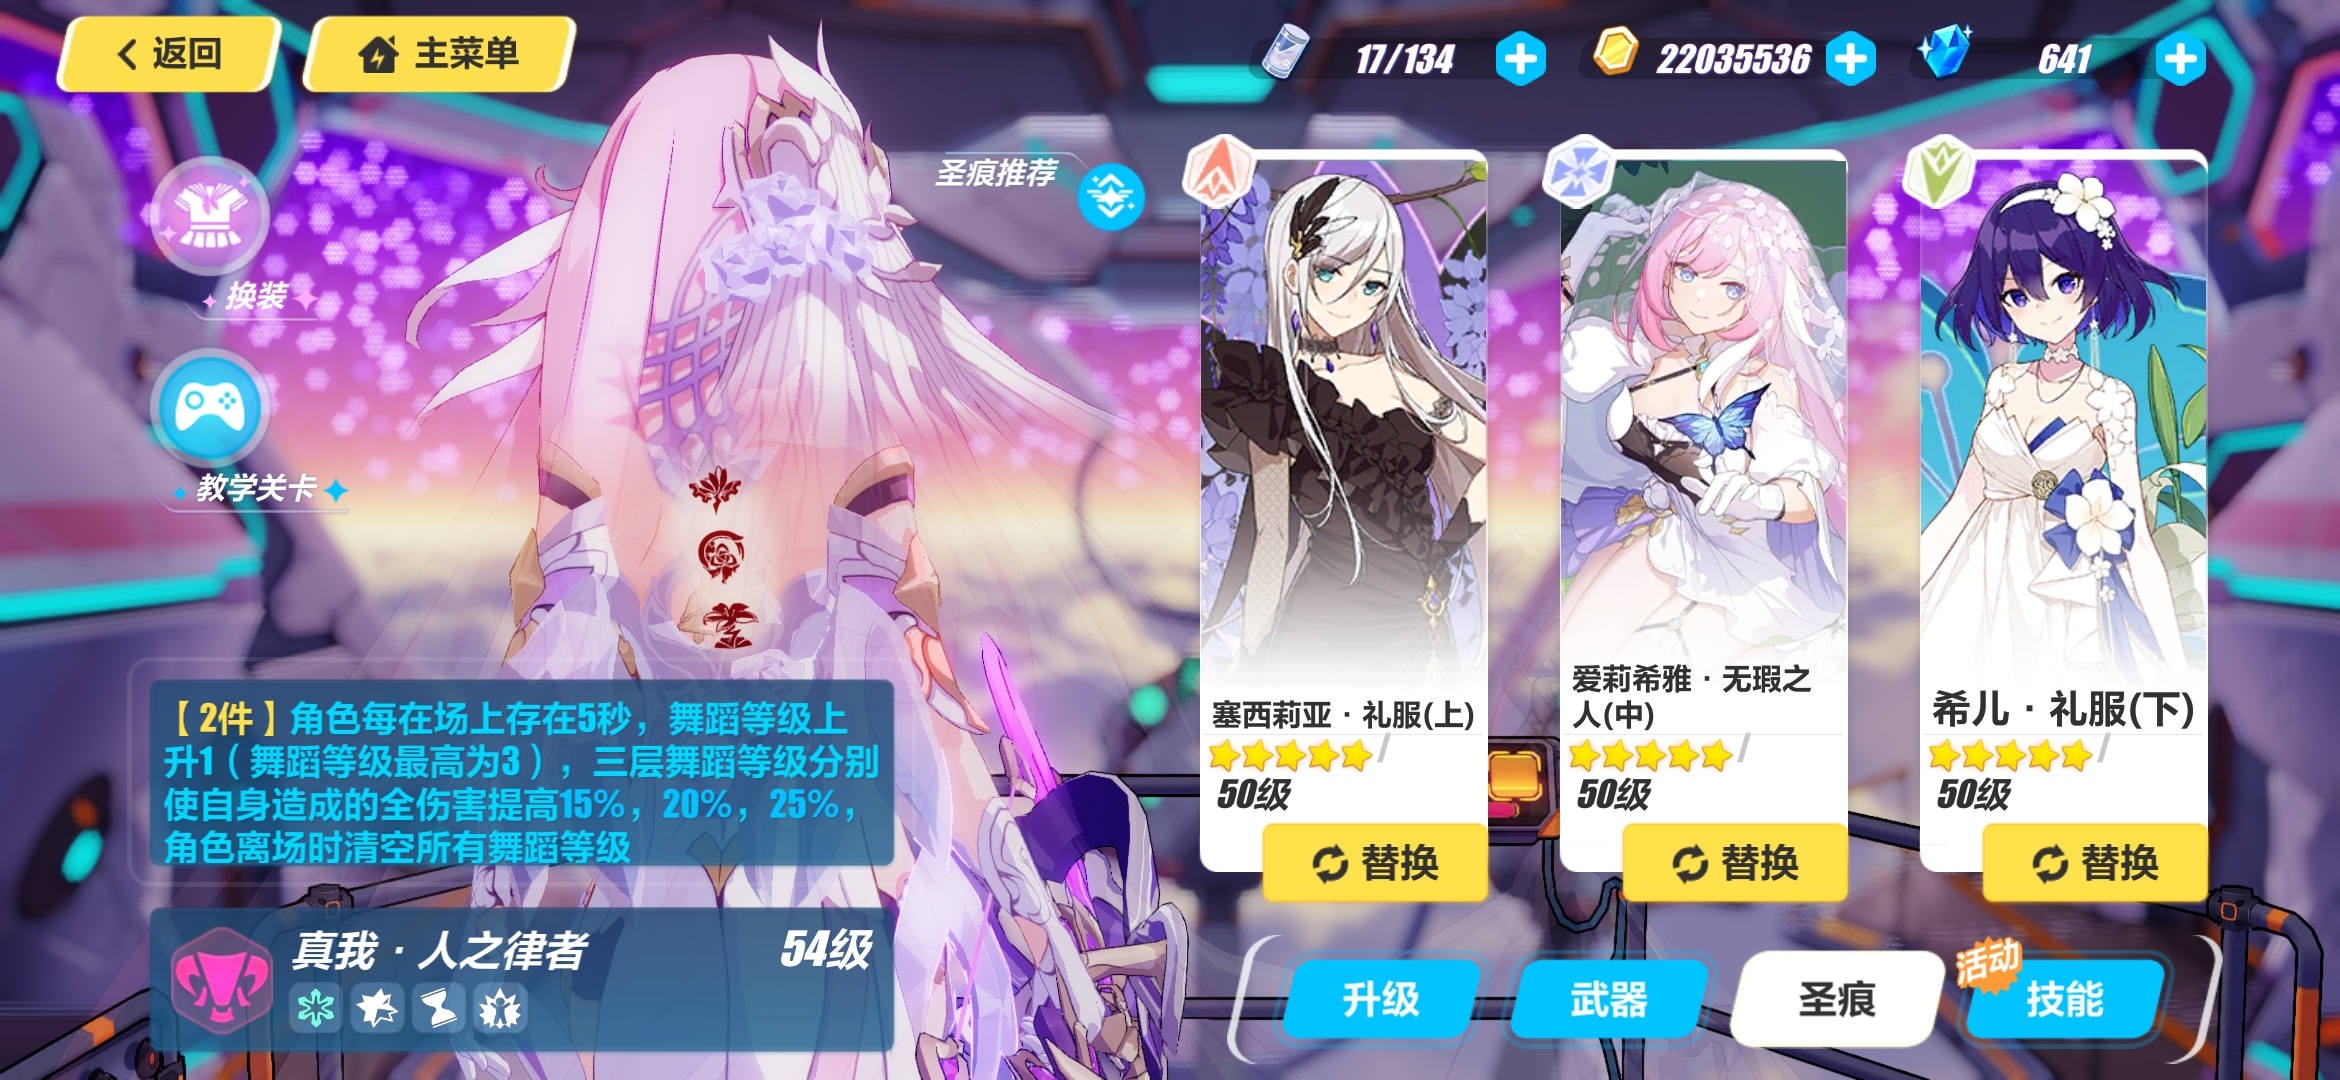 返回
主菜单
17/134
22035536
641
换装
教学关卡
圣痕推荐
【2件】角色每在场上存在5秒，舞蹈等级上
升1（舞蹈等级最高为3），三层舞蹈等级分别
使自身造成的全伤害提高15%，20%，25%，
角色离场时清空所有舞蹈等级
真我·人之律者
54级
塞西莉亚·礼服(上)
50级
替换
爱莉希雅·无瑕之
人(中)
50级
替换
希儿·礼服(下)
50级
替换
升级
武器
圣痕
活动
技能